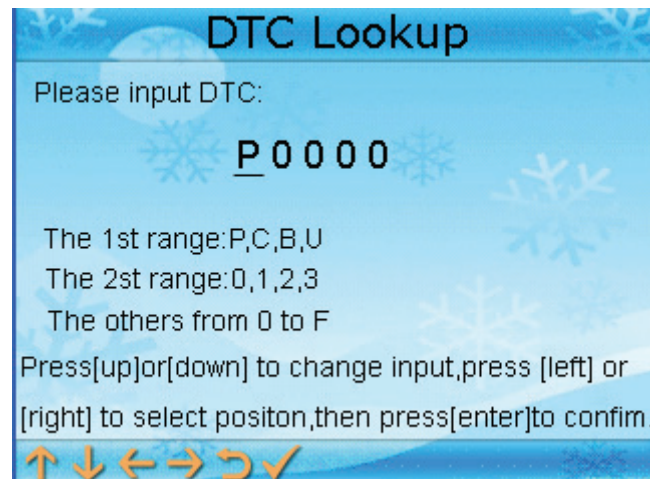 DTC Lookup
Please input DTC:
P0000
The 1st range:P,C,B,U
The 2st range:0,1,2,3
The others from 0 to F
Press[up]or[down] to change input,press [left] or
[right] to select positon,then press[enter]to confim.